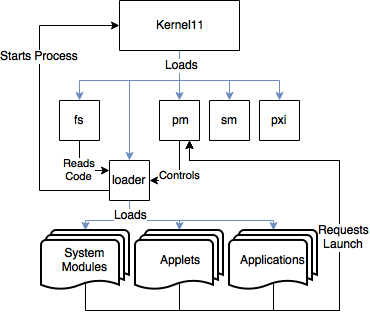 Kernel11
Starts Process
Loads
fs
pm
sm
pxi
Reads
Code
loader
Controls
Loads
Requests
Launch
System
Modules
Applets
Applications